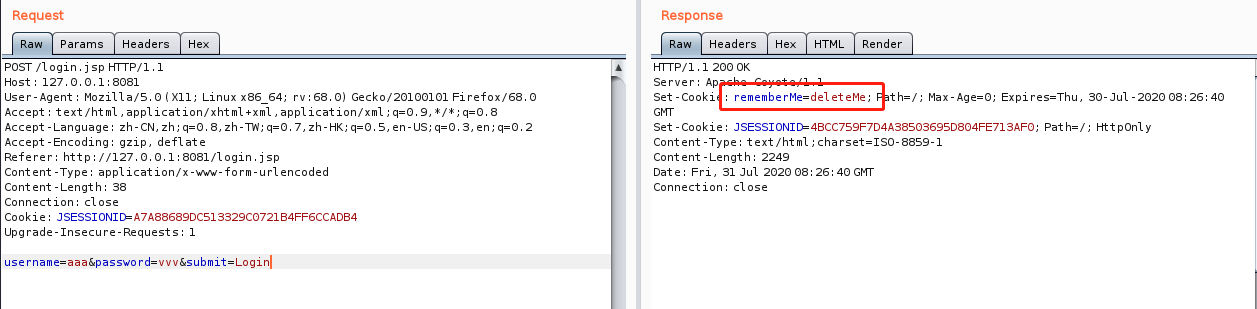 Request
Raw Params Headers Hex
POST /login.jsp HTTP/1.1
Host: 127.0.0.1:8081
User-Agent: Mozilla/5.0 (X11; Linux x86_64; rv:68.0) Gecko/20100101 Firefox/68.0
Accept: text/html,application/xhtml+xml,application/xml;q=0.9,*/*;q=0.8
Accept-Language: zh-CN,zh;q=0.8,zh-TW;q=0.7,zh-HK;q=0.5,en-US;q=0.3,en;q=0.2
Accept-Encoding: gzip, deflate
Referer: http://127.0.0.1:8081/login.jsp
Content-Type: application/x-www-form-urlencoded
Content-Length: 38
Connection: close
Cookie: JSESSIONID=A7A88689DC513329C0721B4FF6CCADB4
Upgrade-Insecure-Requests: 1
username=aaa&password=vvv&submit=Login
Response
Raw Headers Hex HTML Render
HTTP/1.1 200 OK
Server: Apache-Coyote/1.1
Set-Cookie: rememberMe=deleteMe; Path=/; Max-Age=0; Expires=Thu, 30-Jul-2020 08:26:40
GMT
Set-Cookie: JSESSIONID=4BCC759F7D4A38503695D804FE713AF0; Path=/; HttpOnly
Content-Type: text/html;charset=ISO-8859-1
Content-Length: 2249
Date: Fri, 31 Jul 2020 08:26:40 GMT
Connection: close